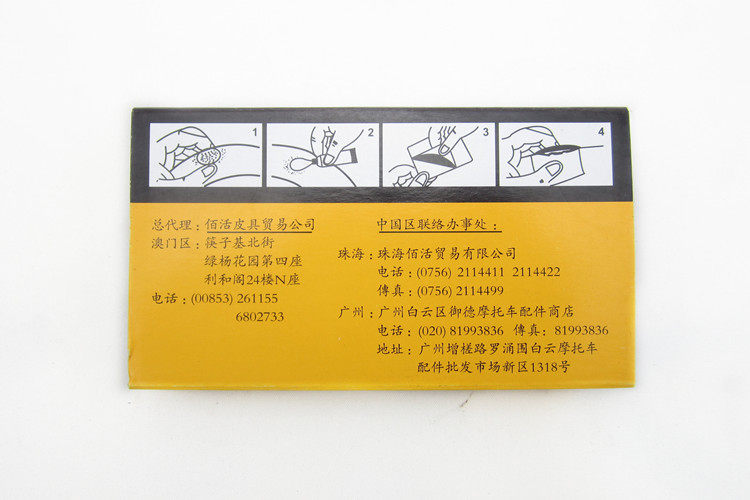 1
2
3
4
总代理：佰活皮具贸易公司
澳门区：筷子基北街
绿杨花园第四座
利和阁24楼N座
电话：(00853) 261155
6802733
中国区联络办事处：
珠海：珠海佰活贸易有限公司
电话：(0756) 2114411 2114422
傳真：(0756) 2114499
广州：广州白云区御德摩托车配件商店
电话：(020) 81993836 傳真：81993836
地址：广州增槎路罗涌围白云摩托车
配件批发市场新区1318号